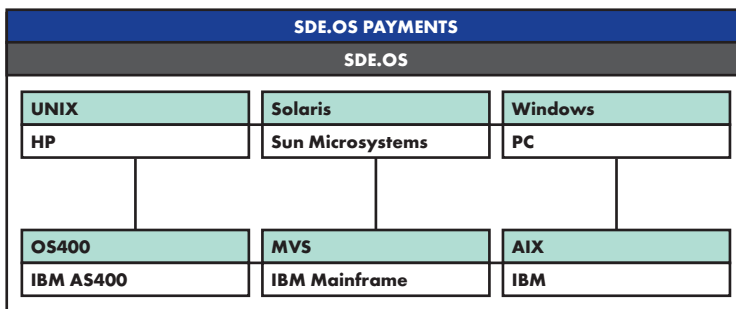 SDE.OS PAYMENTS
SDE.OS
UNIX
HP
Solaris
Sun Microsystems
Windows
PC
OS400
IBM AS400
MVS
IBM Mainframe
AIX
IBM